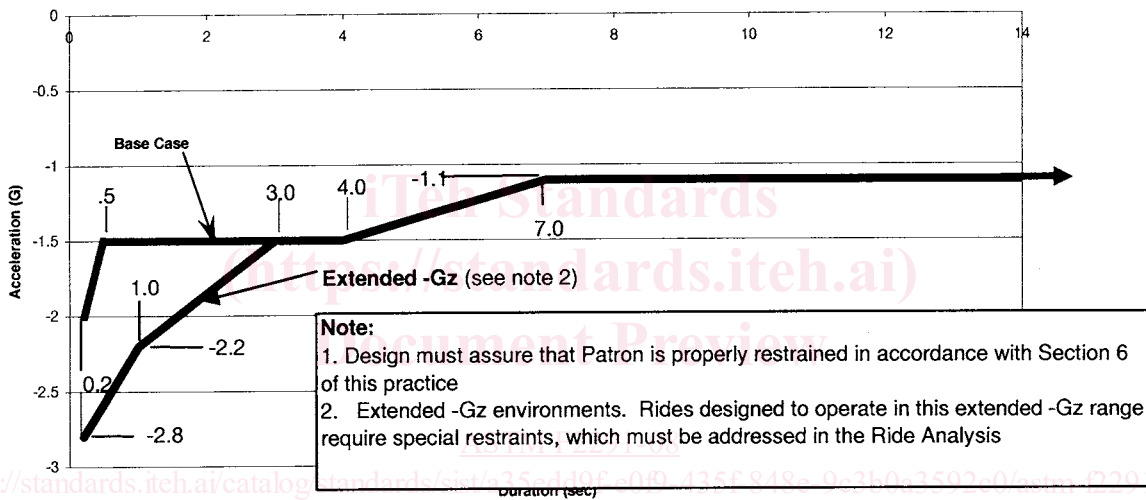 0 2 4 6 8 10 12 14
0
-0.5
-1
-1.5
-2
-2.5
-3
Acceleration (G)
Base Case
.5
3.0
4.0
-1.1
7.0
1.0
-2.2
0.2
-2.8
Extended -Gz (see note 2)
iTeh Standards
(https://standards.iteh.ai)
Document Preview
Note:
1. Design must assure that Patron is properly restrained in accordance with Section 6
of this practice
2. Extended -Gz environments. Rides designed to operate in this extended -Gz range
require special restraints, which must be addressed in the Ride Analysis
ASTM F2291-08
Duration (sec)